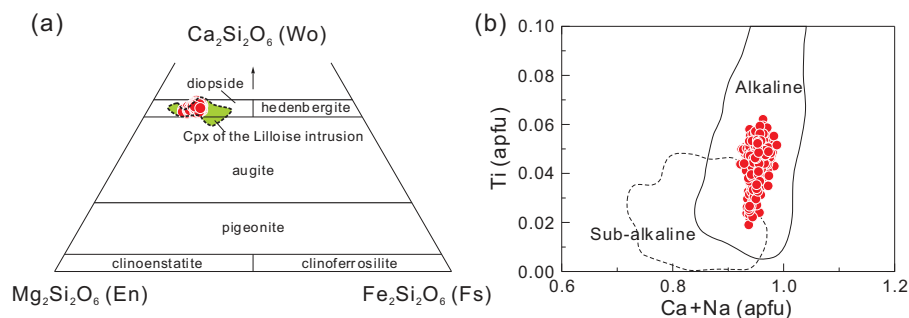 (a)
Ca₂Si₂O₆ (Wo)
diopside
hedenbergite
Cpx of the Lilloise intrusion
augite
pigeonite
clinoenstatite
clinoferrosilite
Mg₂Si₂O₆ (En)
Fe₂Si₂O₆ (Fs)
(b)
0.10
0.08
0.06
0.04
0.02
0.00
Ti (apfu)
Alkaline
Sub-alkaline
0.6
0.8
1.0
1.2
Ca+Na (apfu)